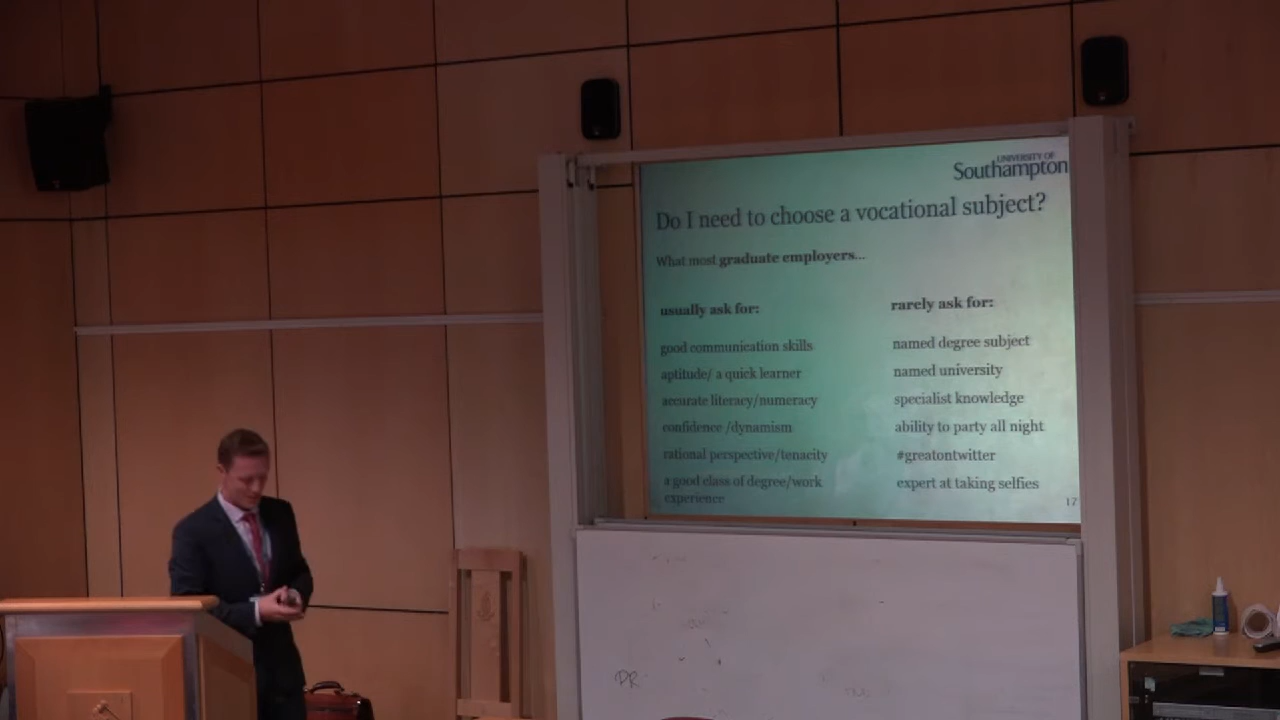 UNIVERSITY OF
Southampton
Do I need to choose a vocational subject?
What most graduate employers...
usually ask for:
good communication skills
aptitude/ a quick learner
accurate literacy/numeracy
confidence /dynamism
rational perspective/tenacity
a good class of degree/work
experience
rarely ask for:
named degree subject
named university
specialist knowledge
ability to party all night
#greatontwitter
expert at taking selfies
17
DR